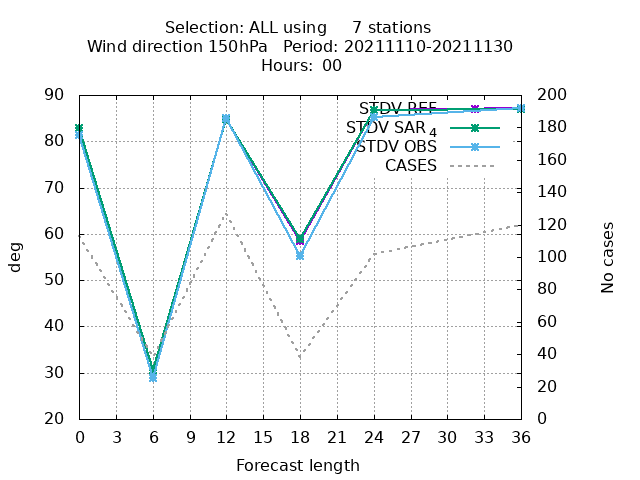 Selection: ALL using 7 stations
Wind direction 150hPa Period: 20211110-20211130
Hours: 00
90 200
80 180
70 160
60 140
50 120
40 100
30 80
20 60
40
20
0
STDV REF
STDV SAR 4
STDV OBS
CASES
deg
No cases
0 3 6 9 12 15 18 21 24 27 30 33 36
Forecast length